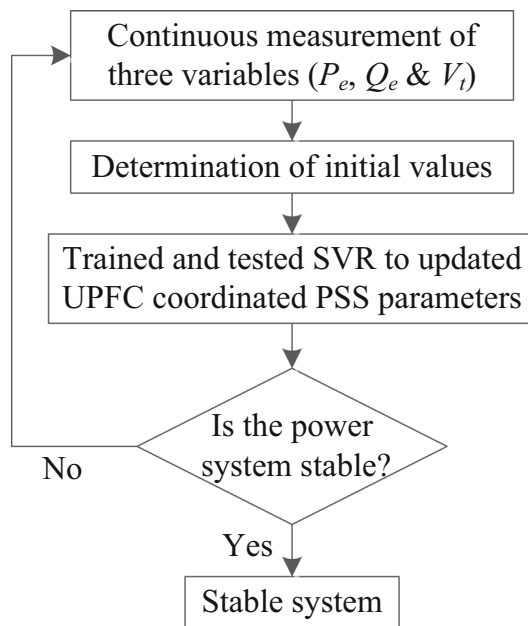 Continuous measurement of
three variables (Pe, Qe & Vt)
Determination of initial values
Trained and tested SVR to updated
UPFC coordinated PSS parameters
Is the power
system stable?
No
Yes
Stable system